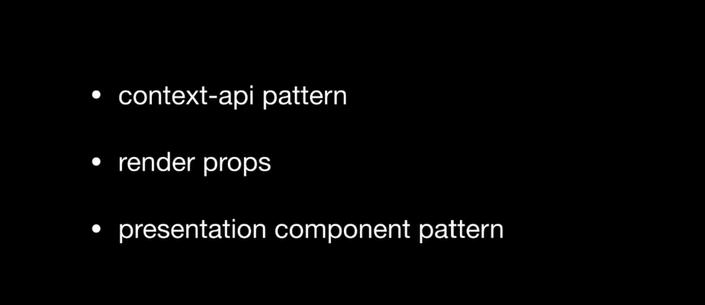 • context-api pattern
• render props
• presentation component pattern